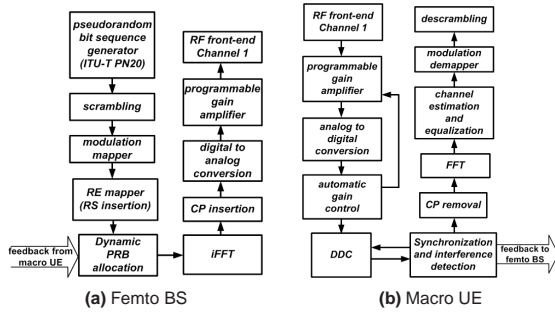 pseudorandom
bit sequence
generator
(ITU-T PN20)
scrambling
modulation
mapper
RE mapper
(RS insertion)
feedback from
macro UE
Dynamic
PRB
allocation
RF front-end
Channel 1
programmable
gain
amplifier
digital to
analog
conversion
CP insertion
iFFT
(a) Femto BS
RF front-end
Channel 1
programmable
gain
amplifier
analog to
digital
conversion
automatic
gain
control
DDC
descrambling
modulation
demapper
channel
estimation
and
equalization
FFT
CP removal
Synchronization
and interference
detection
feedback to
femto BS
(b) Macro UE